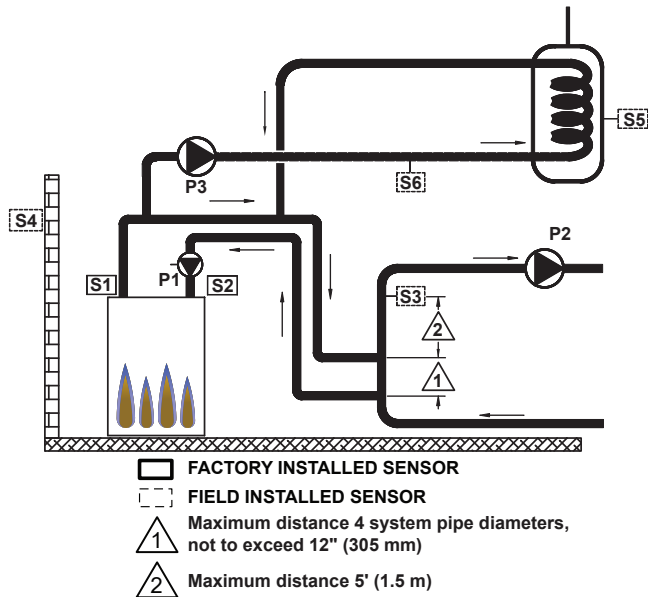 S5
P3
S6
S4
P2
S1
P1
S2
S3
2
1
FACTORY INSTALLED SENSOR
FIELD INSTALLED SENSOR
1
Maximum distance 4 system pipe diameters,
not to exceed 12" (305 mm)
2
Maximum distance 5' (1.5 m)